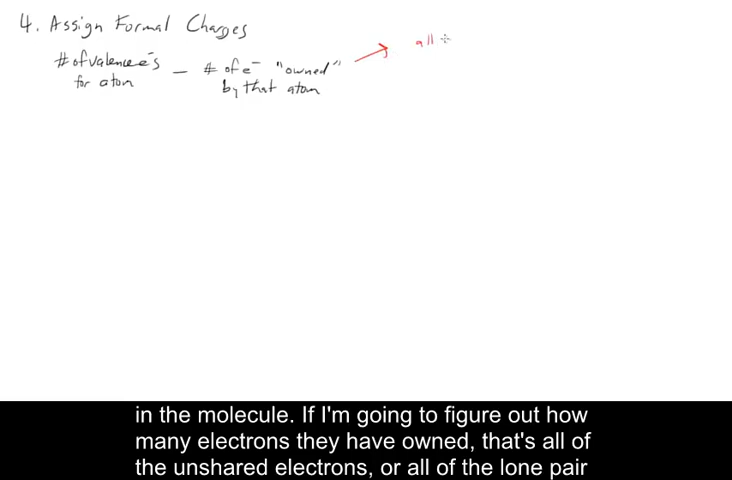 4. Assign Formal Charges
# of valence e⁻s - # of e⁻ "owned" → all
for atom by that atom
in the molecule. If I'm going to figure out how
many electrons they have owned, that's all of
the unshared electrons, or all of the lone pair